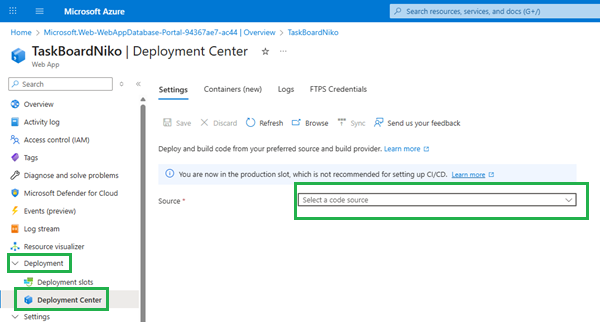 Microsoft Azure
Search resources, services, and docs (G+/)
Home > Microsoft.Web-WebAppDatabase-Portal-94367ae7-ac44 | Overview > TaskBoardNiko
TaskBoardNiko | Deployment Center
Web App
Search
Overview
Activity log
Access control (IAM)
Tags
Diagnose and solve problems
Microsoft Defender for Cloud
Events (preview)
Log stream
Resource visualizer
Deployment
Deployment slots
Deployment Center
Settings
Settings Containers (new) Logs FTPS Credentials
Save Discard Refresh Browse Sync Send us your feedback
Deploy and build code from your preferred source and build provider. Learn more
You are now in the production slot, which is not recommended for setting up CI/CD. Learn more
Source * Select a code source